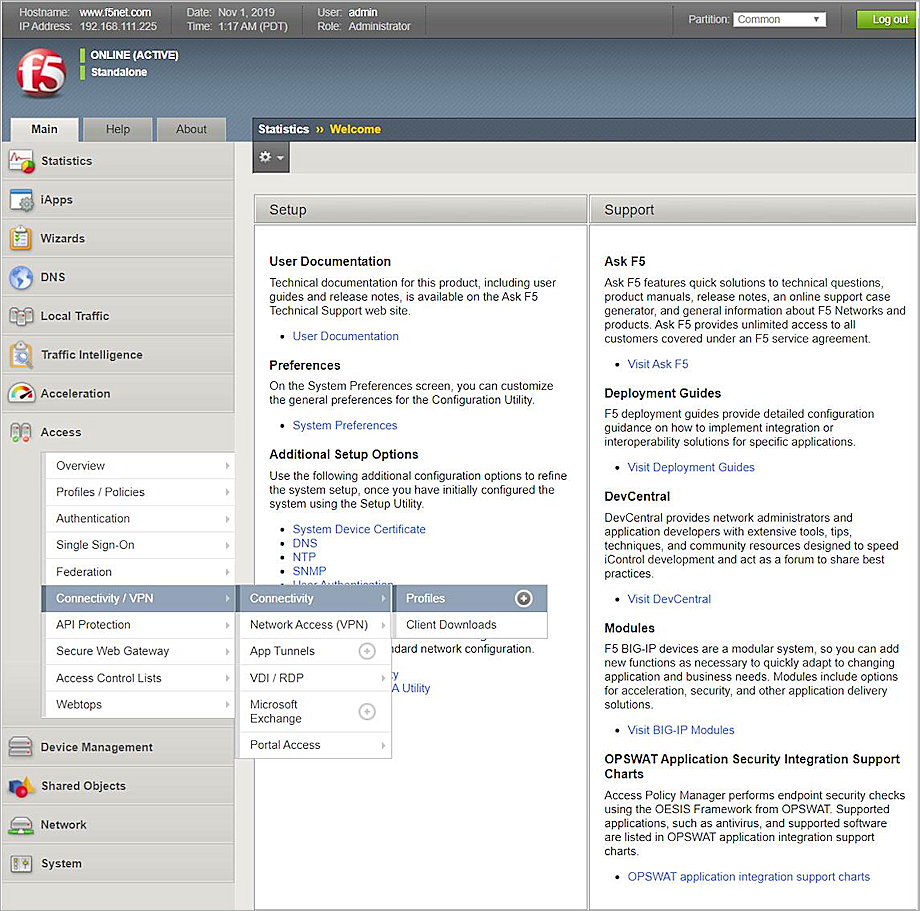 Hostname: www.f5net.com
IP Address: 192.168.111.225
Date: Nov 1, 2019
Time: 1:17 AM (PDT)
User: admin
Role: Administrator
Partition: Common
Log out
f5
ONLINE (ACTIVE)
Standalone
Main
Help
About
Statistics ›› Welcome
Statistics
iApps
Wizards
DNS
Local Traffic
Traffic Intelligence
Acceleration
Access
Overview
Profiles / Policies
Authentication
Single Sign-On
Federation
Connectivity / VPN
API Protection
Secure Web Gateway
Access Control Lists
Webtops
Device Management
Shared Objects
Network
System
Connectivity
Network Access (VPN)
App Tunnels
VDI / RDP
Microsoft
Exchange
Portal Access
Profiles
Client Downloads
Setup
User Documentation
Technical documentation for this product, including user
guides and release notes, is available on the Ask F5
Technical Support web site.
• User Documentation
Preferences
On the System Preferences screen, you can customize
the general preferences for the Configuration Utility.
• System Preferences
Additional Setup Options
Use the following additional configuration options to refine
the system setup, once you have initially configured the
system using the Setup Utility.
• System Device Certificate
• DNS
• NTP
• SNMP
• User Authentication
network configuration.
Utility
Support
Ask F5
Ask F5 features quick solutions to technical questions,
product manuals, release notes, an online support case
generator, and general information about F5 Networks and
products. Ask F5 provides unlimited access to all
customers covered under an F5 service agreement.
• Visit Ask F5
Deployment Guides
F5 deployment guides provide detailed configuration
guidance on how to implement integration or
interoperability solutions for specific applications.
• Visit Deployment Guides
DevCentral
DevCentral provides network administrators and
application developers with extensive tools, tips,
techniques, and community resources designed to speed
iControl development and act as a forum to share best
practices.
• Visit DevCentral
Modules
F5 BIG-IP devices are a modular system, so you can add
new functions as necessary to quickly adapt to changing
application and business needs. Modules include options
for acceleration, security, and other application delivery
solutions.
• Visit BIG-IP Modules
OPSWAT Application Security Integration Support
Charts
Access Policy Manager performs endpoint security checks
using the OESIS Framework from OPSWAT. Supported
applications, such as antivirus, and supported software
are listed in OPSWAT application integration support
charts.
• OPSWAT application integration support charts